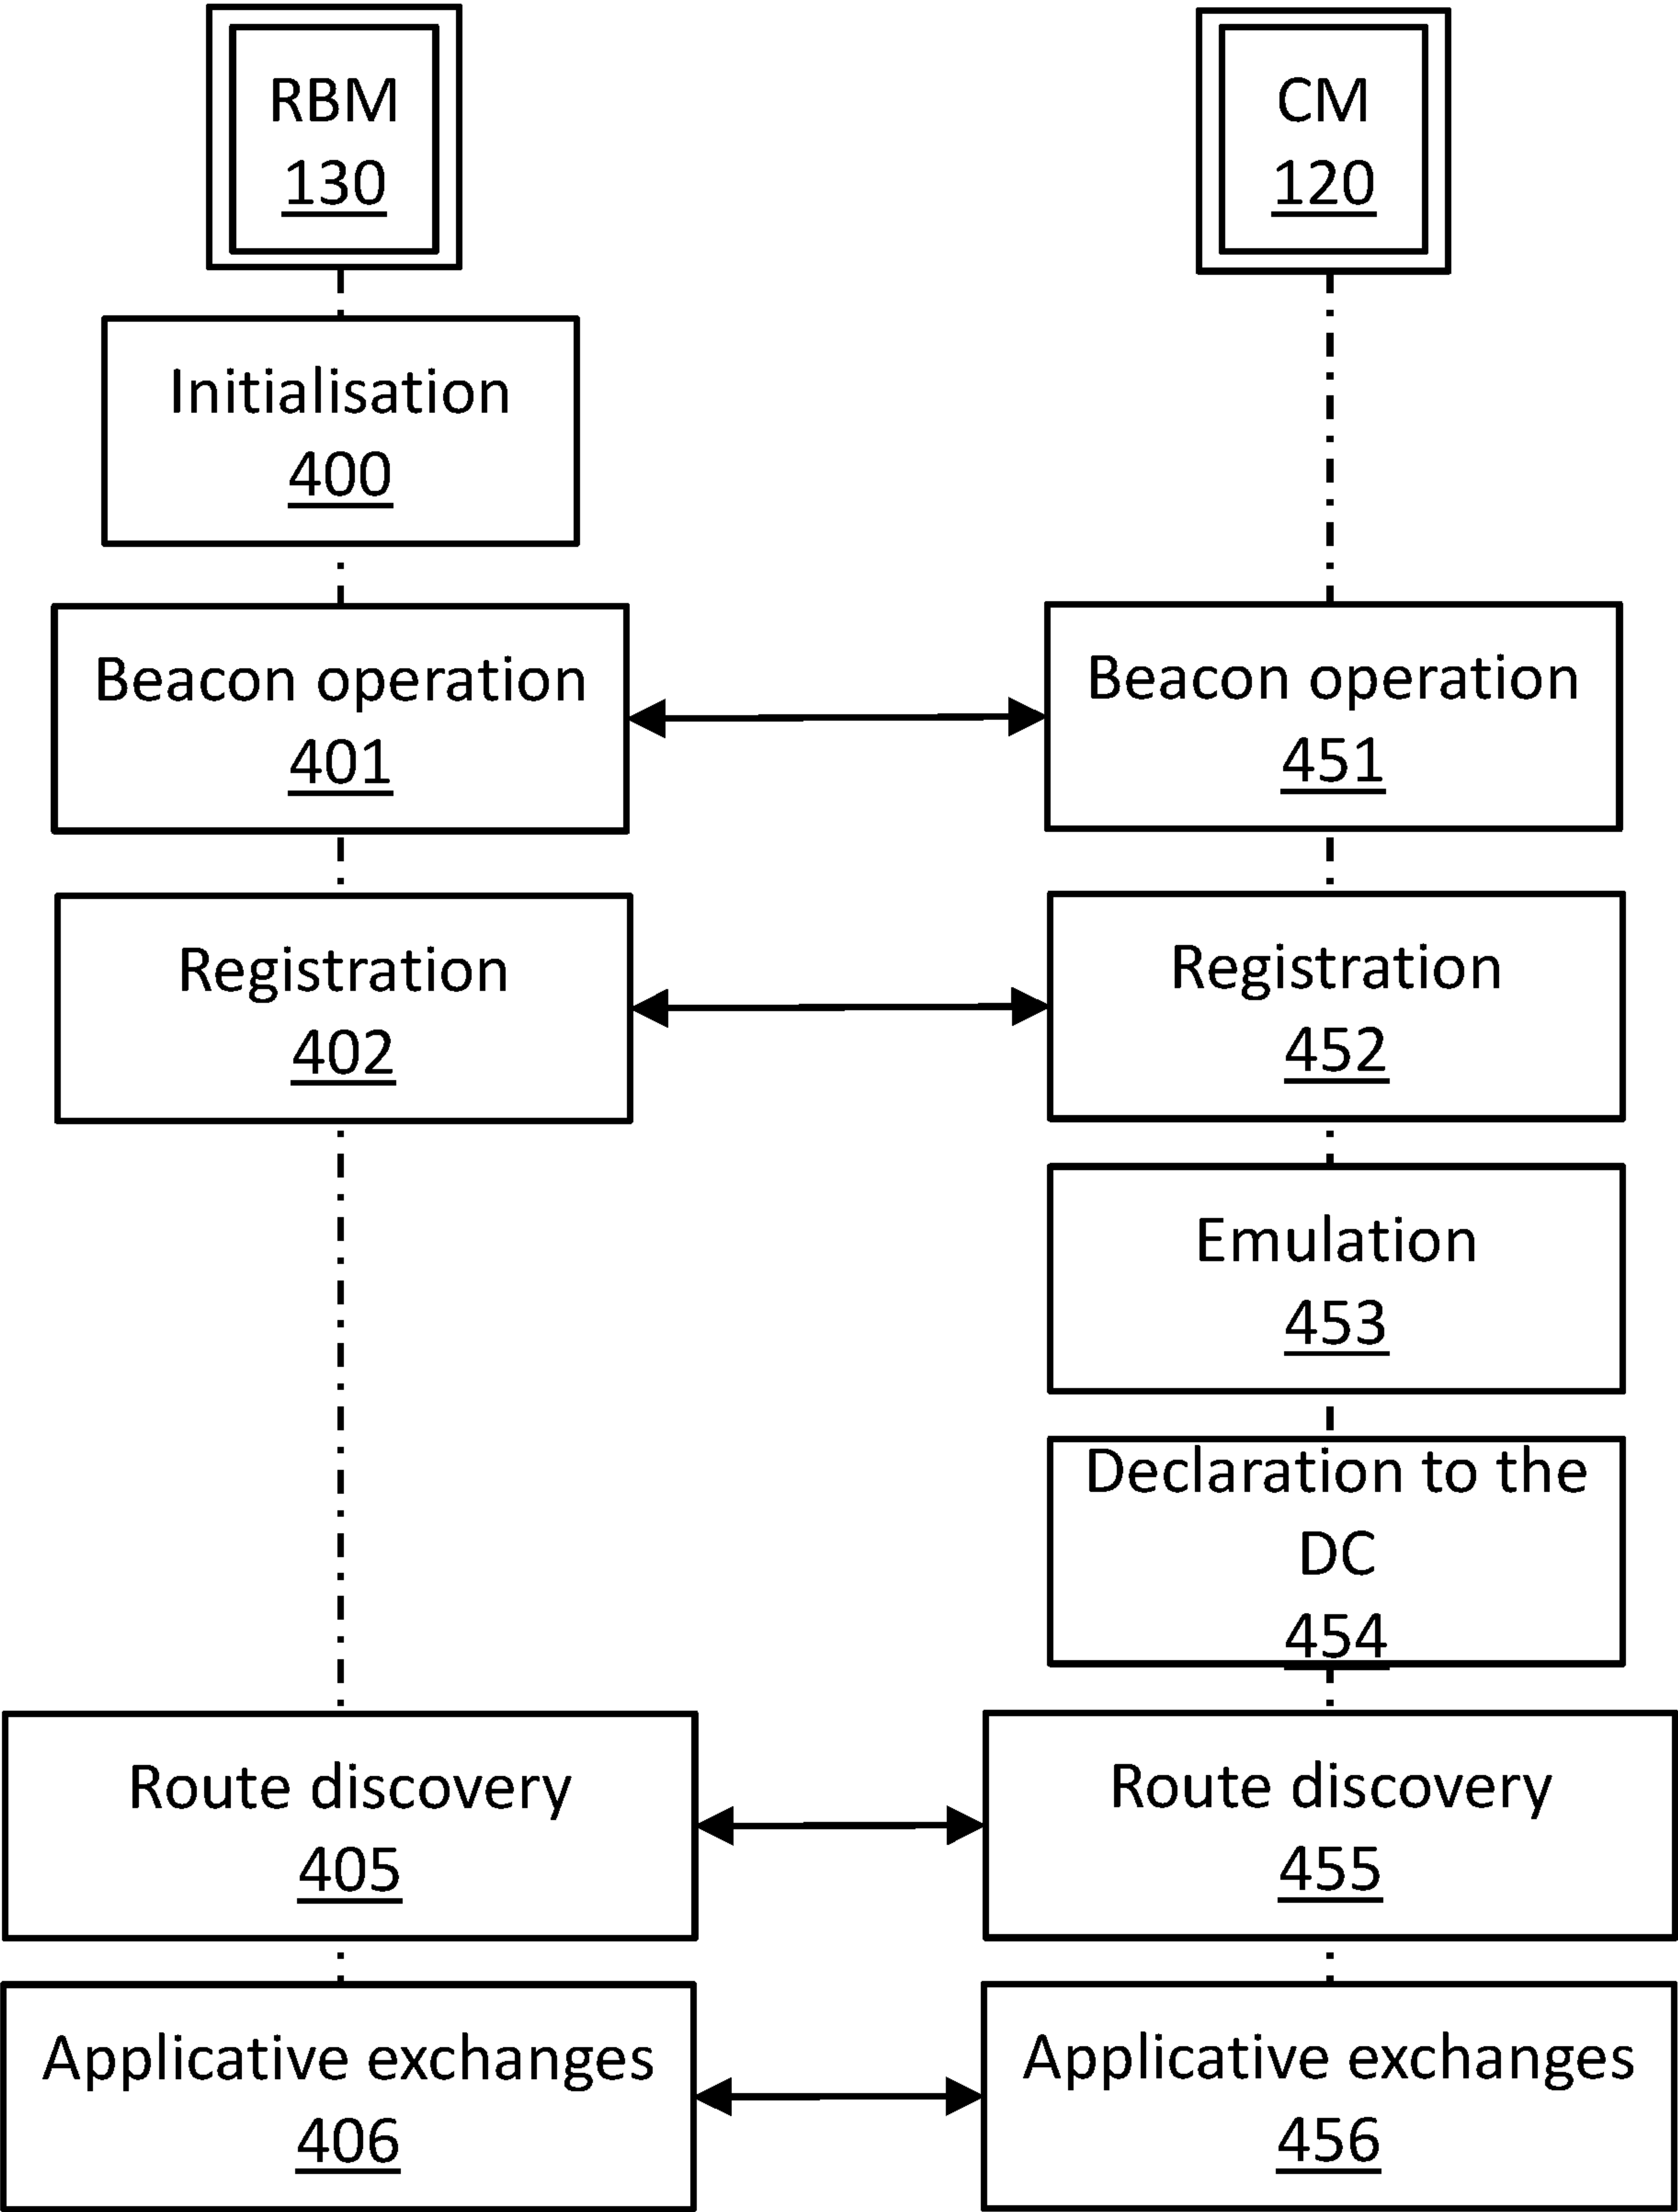 RBM
130
CM
120
Initialisation
400
Beacon operation
401
Beacon operation
451
Registration
402
Registration
452
Emulation
453
Declaration to the
DC
454
Route discovery
405
Route discovery
455
Applicative exchanges
406
Applicative exchanges
456